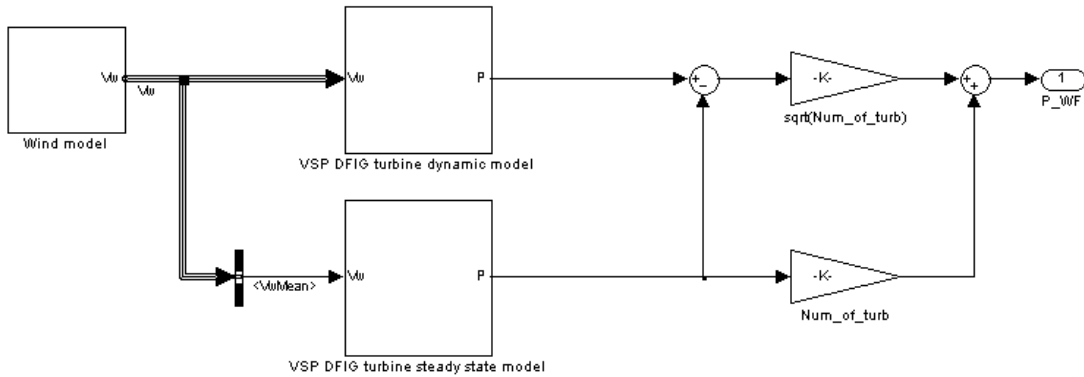 Vw
Vw
Wind model
Vw
P
VSP DFIG turbine dynamic model
+
-
-K-
sqrt(Num_of_turb)
+
+
1
P_WF
<VwMean>
Vw
P
VSP DFIG turbine steady state model
-K-
Num_of_turb